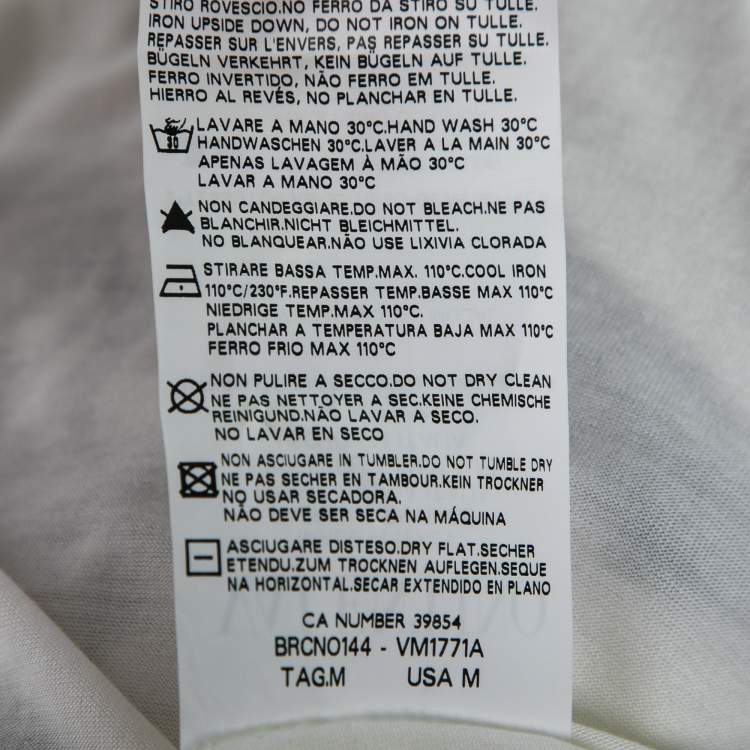 STIRO ROVESCIO.NO FERRO DA STIRO SU TULLE.
IRON UPSIDE DOWN, DO NOT IRON ON TULLE.
REPASSER SUR L'ENVERS, PAS REPASSER SU TULLE.
BÜGELN VERKEHRT, KEIN BÜGELN AUF TULLE.
FERRO INVERTIDO, NÃO FERRO EM TULLE.
HIERRO AL REVÉS, NO PLANCHAR EN TULLE.
30
LAVARE A MANO 30°C.HAND WASH 30°C
HANDWASCHEN 30°C.LAVER A LA MAIN 30°C
APENAS LAVAGEM À MÃO 30°C
LAVAR A MANO 30°C
NON CANDEGGIARE.DO NOT BLEACH.NE PAS
BLANCHIR.NICHT BLEICHMITTEL.
NO BLANQUEAR.NÃO USE LIXIVIA CLORADA
STIRARE BASSA TEMP.MAX. 110°C.COOL IRON
110°C/230°F.REPASSER TEMP.BASSE MAX 110°C
NIEDRIGE TEMP.MAX 110°C.
PLANCHAR A TEMPERATURA BAJA MAX 110°C
FERRO FRIO MAX 110°C
NON PULIRE A SECCO.DO NOT DRY CLEAN
NE PAS NETTOYER A SEC.KEINE CHEMISCHE
REINIGUND.NÃO LAVAR A SECO.
NO LAVAR EN SECO
NON ASCIUGARE IN TUMBLER.DO NOT TUMBLE DRY
NE PAS SECHER EN TAMBOUR.KEIN TROCKNER
NO USAR SECADORA.
NÃO DEVE SER SECA NA MÁQUINA
ASCIUGARE DISTESO.DRY FLAT.SECHER
ETENDU.ZUM TROCKNEN AUFLEGEN.SEQUE
NA HORIZONTAL.SECAR EXTENDIDO EN PLANO
CA NUMBER 39854
BRCNO144 - VM1771A
TAG.M USA M